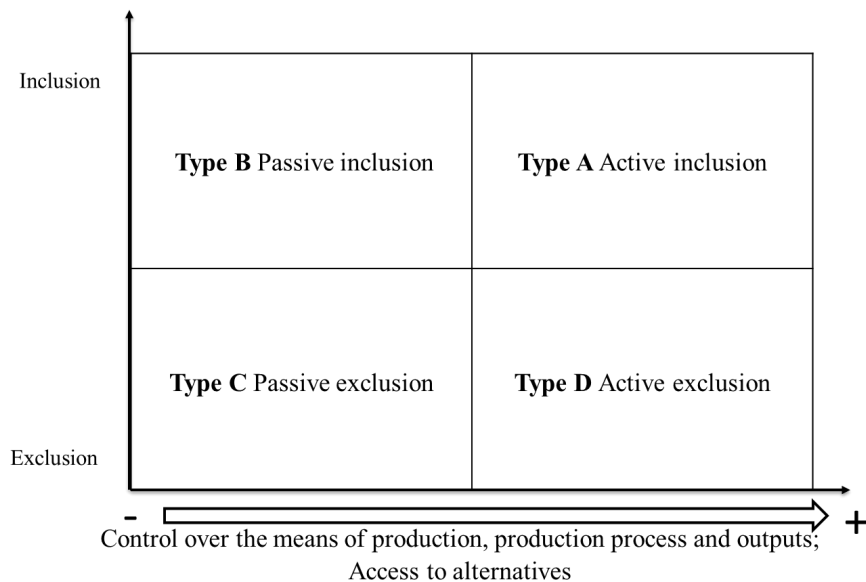 Inclusion
Type B Passive inclusion
Type A Active inclusion
Type C Passive exclusion
Type D Active exclusion
Exclusion
-
+
Control over the means of production, production process and outputs;
Access to alternatives